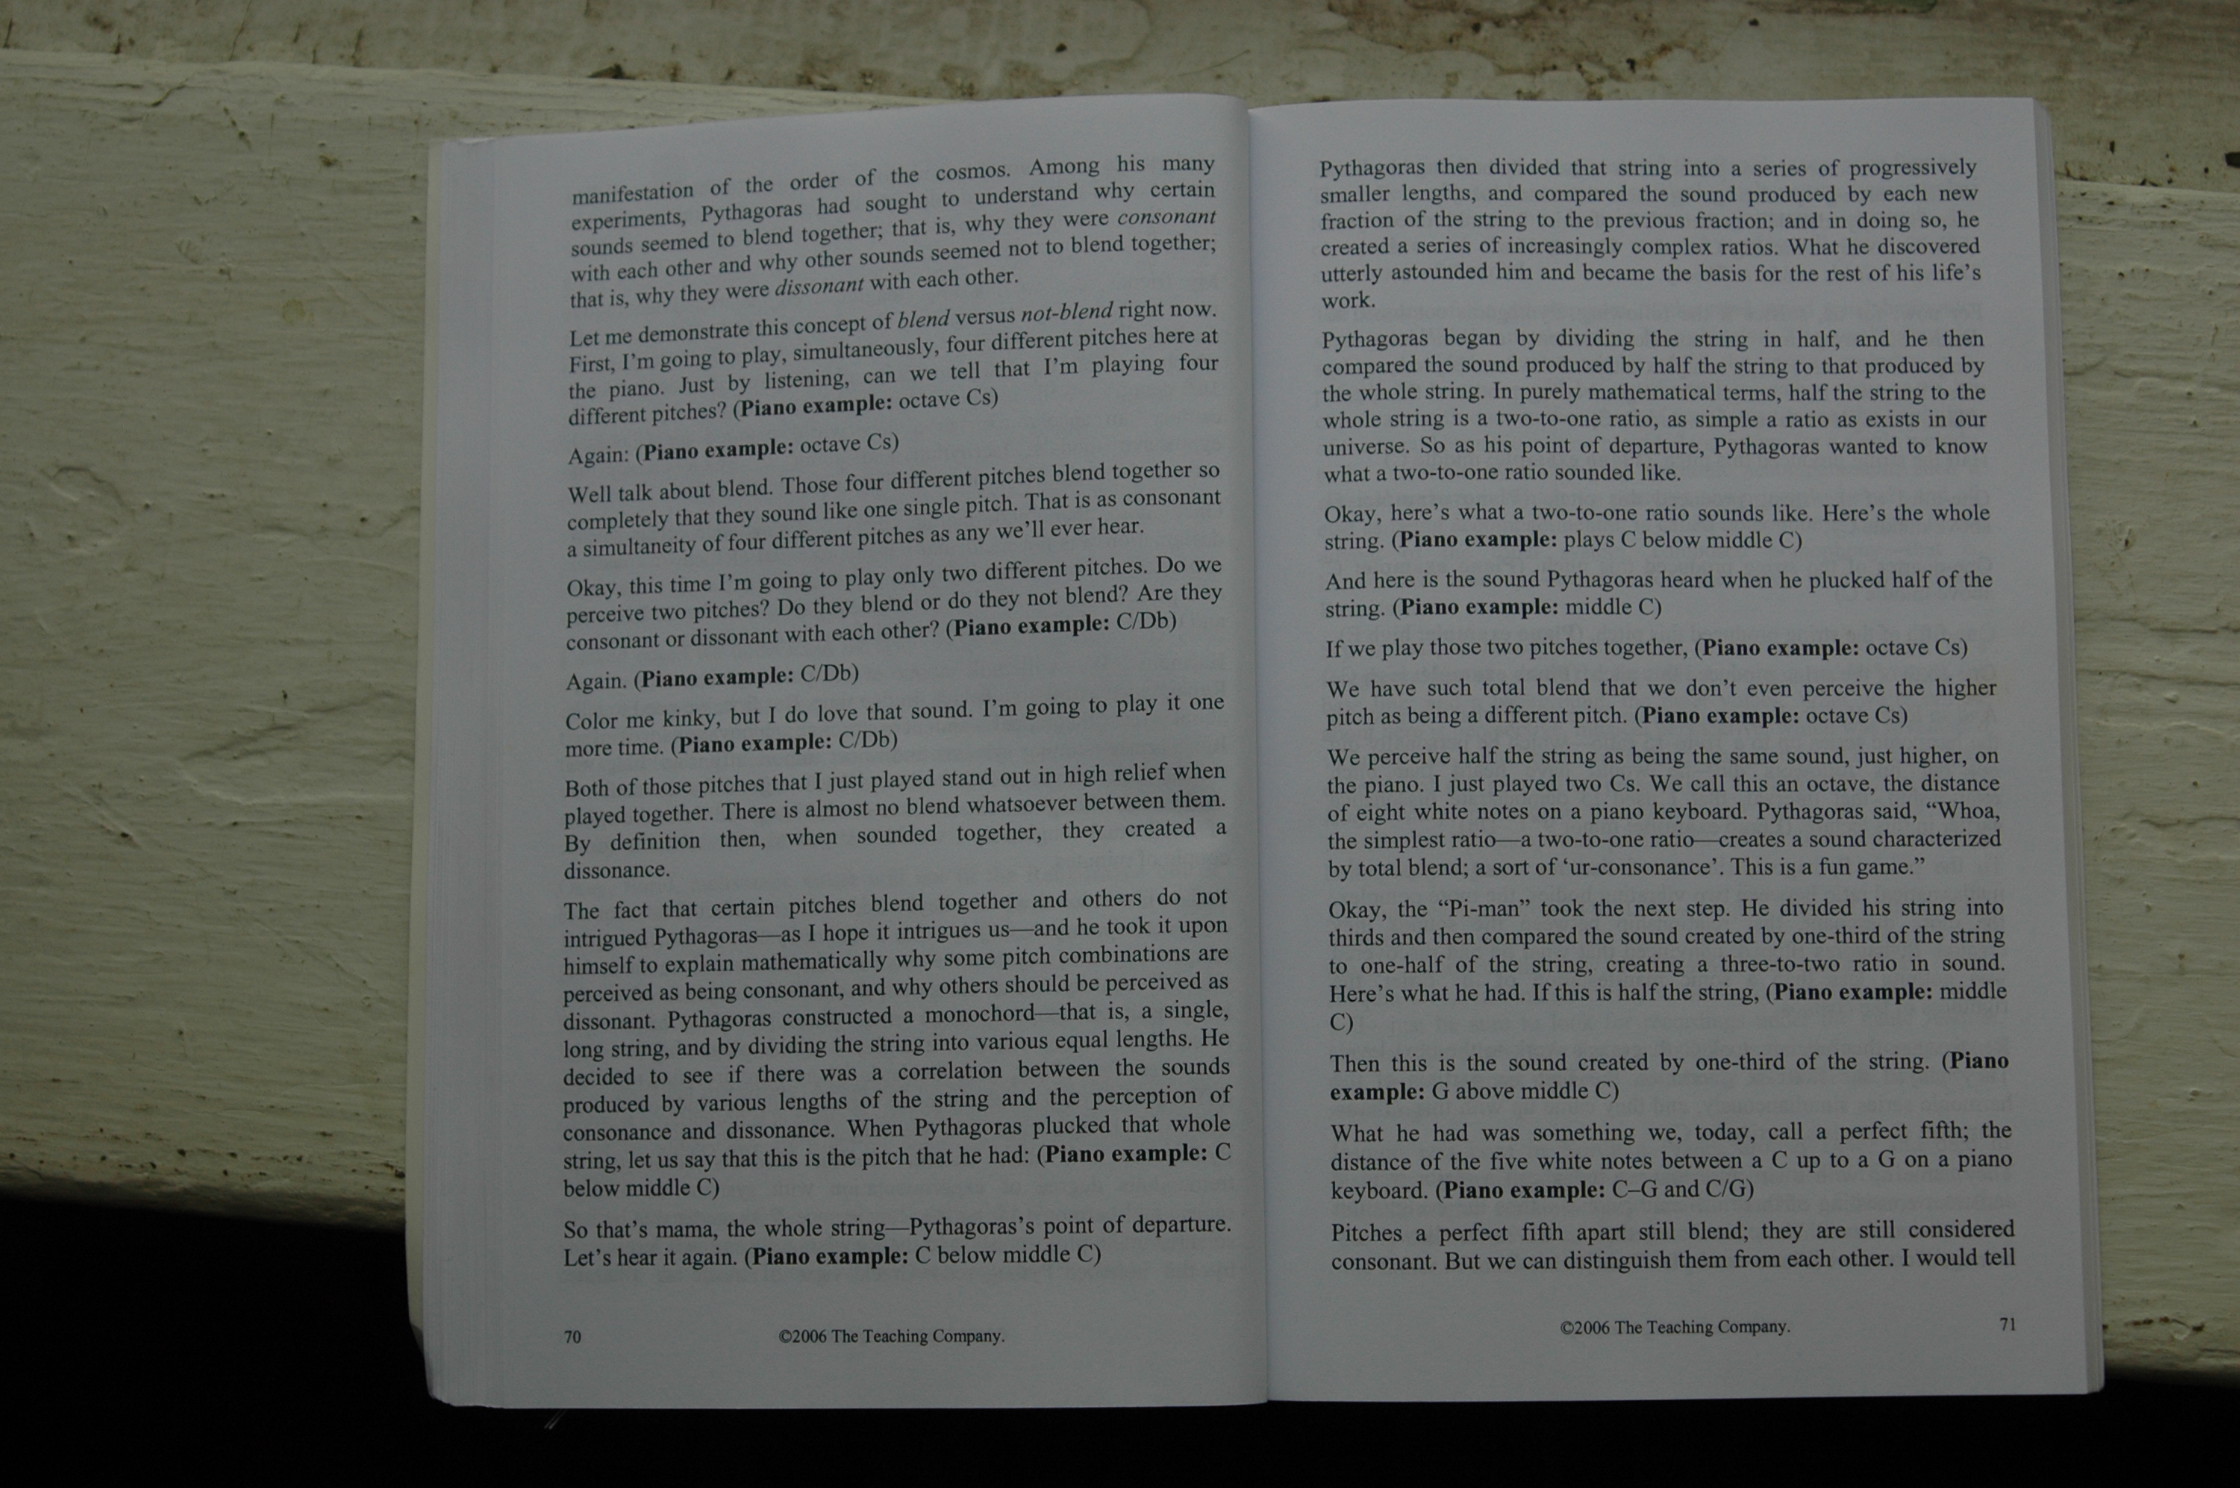 manifestation of the order of the cosmos. Among his many
experiments, Pythagoras had sought to understand why certain
sounds seemed to blend together; that is, why they were consonant
with each other and why other sounds seemed not to blend together;
that is, why they were dissonant with each other.
Let me demonstrate this concept of blend versus not-blend right now.
First, I'm going to play, simultaneously, four different pitches here at
the piano. Just by listening, can we tell that I'm playing four
different pitches? (Piano example: octave Cs)
Again: (Piano example: octave Cs)
Well talk about blend. Those four different pitches blend together so
completely that they sound like one single pitch. That is as consonant
a simultaneity of four different pitches as any we'll ever hear.
Okay, this time I'm going to play only two different pitches. Do we
perceive two pitches? Do they blend or do they not blend? Are they
consonant or dissonant with each other? (Piano example: C/Db)
Again. (Piano example: C/Db)
Color me kinky, but I do love that sound. I'm going to play it one
more time. (Piano example: C/Db)
Both of those pitches that I just played stand out in high relief when
played together. There is almost no blend whatsoever between them.
By definition then, when sounded together, they created a
dissonance.
The fact that certain pitches blend together and others do not
intrigued Pythagoras—as I hope it intrigues us—and he took it upon
himself to explain mathematically why some pitch combinations are
perceived as being consonant, and why others should be perceived as
dissonant. Pythagoras constructed a monochord—that is, a single,
long string, and by dividing the string into various equal lengths. He
decided to see if there was a correlation between the sounds
produced by various lengths of the string and the perception of
consonance and dissonance. When Pythagoras plucked that whole
string, let us say that this is the pitch that he had: (Piano example: C
below middle C)
So that's mama, the whole string—Pythagoras's point of departure.
Let's hear it again. (Piano example: C below middle C)
70
©2006 The Teaching Company.
Pythagoras then divided that string into a series of progressively
smaller lengths, and compared the sound produced by each new
fraction of the string to the previous fraction; and in doing so, he
created a series of increasingly complex ratios. What he discovered
utterly astounded him and became the basis for the rest of his life's
work.
Pythagoras began by dividing the string in half, and he then
compared the sound produced by half the string to that produced by
the whole string. In purely mathematical terms, half the string to the
whole string is a two-to-one ratio, as simple a ratio as exists in our
universe. So as his point of departure, Pythagoras wanted to know
what a two-to-one ratio sounded like.
Okay, here's what a two-to-one ratio sounds like. Here's the whole
string. (Piano example: plays C below middle C)
And here is the sound Pythagoras heard when he plucked half of the
string. (Piano example: middle C)
If we play those two pitches together, (Piano example: octave Cs)
We have such total blend that we don't even perceive the higher
pitch as being a different pitch. (Piano example: octave Cs)
We perceive half the string as being the same sound, just higher, on
the piano. I just played two Cs. We call this an octave, the distance
of eight white notes on a piano keyboard. Pythagoras said, "Whoa,
the simplest ratio—a two-to-one ratio—creates a sound characterized
by total blend; a sort of 'ur-consonance'. This is a fun game."
Okay, the "Pi-man" took the next step. He divided his string into
thirds and then compared the sound created by one-third of the string
to one-half of the string, creating a three-to-two ratio in sound.
Here's what he had. If this is half the string, (Piano example: middle
C)
Then this is the sound created by one-third of the string. (Piano
example: G above middle C)
What he had was something we, today, call a perfect fifth; the
distance of the five white notes between a C up to a G on a piano
keyboard. (Piano example: C–G and C/G)
Pitches a perfect fifth apart still blend; they are still considered
consonant. But we can distinguish them from each other. I would tell
©2006 The Teaching Company.
71